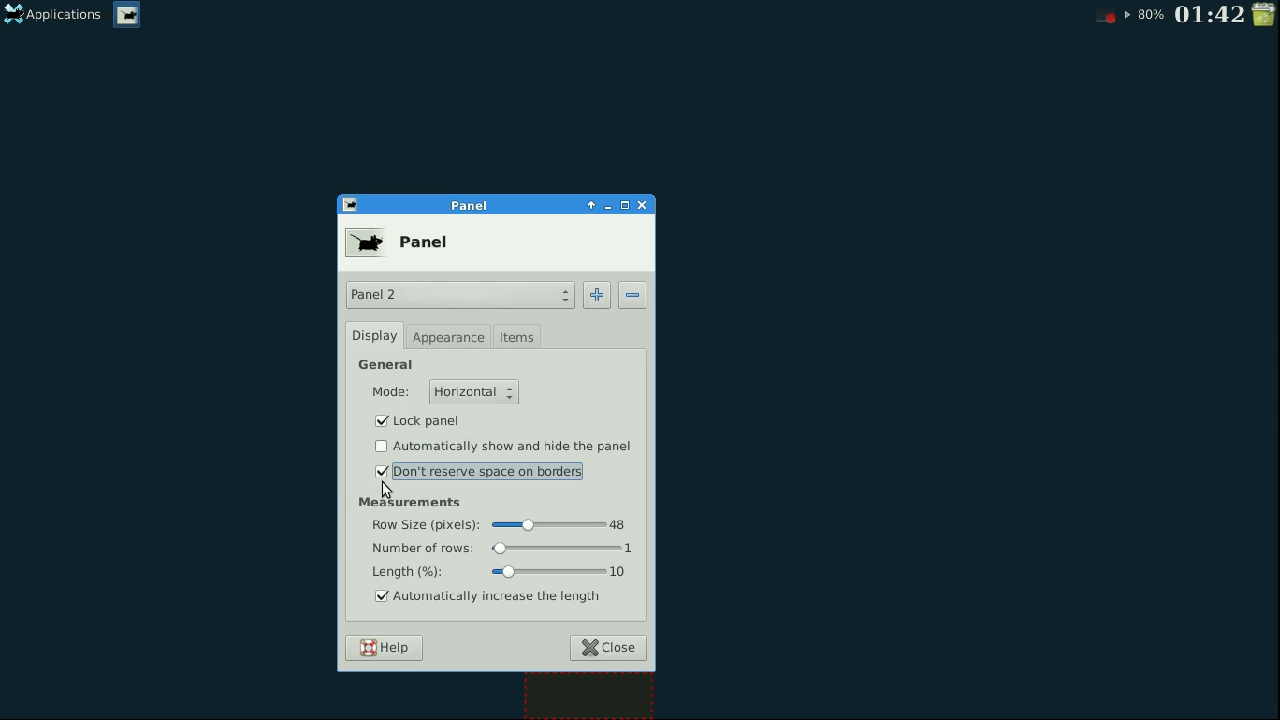 Applications
80% 01:42
Panel
Panel
Panel 2
Display Appearance Items
General
Mode: Horizontal
Lock panel
Automatically show and hide the panel
Don't reserve space on borders
Measurements
Row Size (pixels): 48
Number of rows: 1
Length (%): 10
Automatically increase the length
Help Close